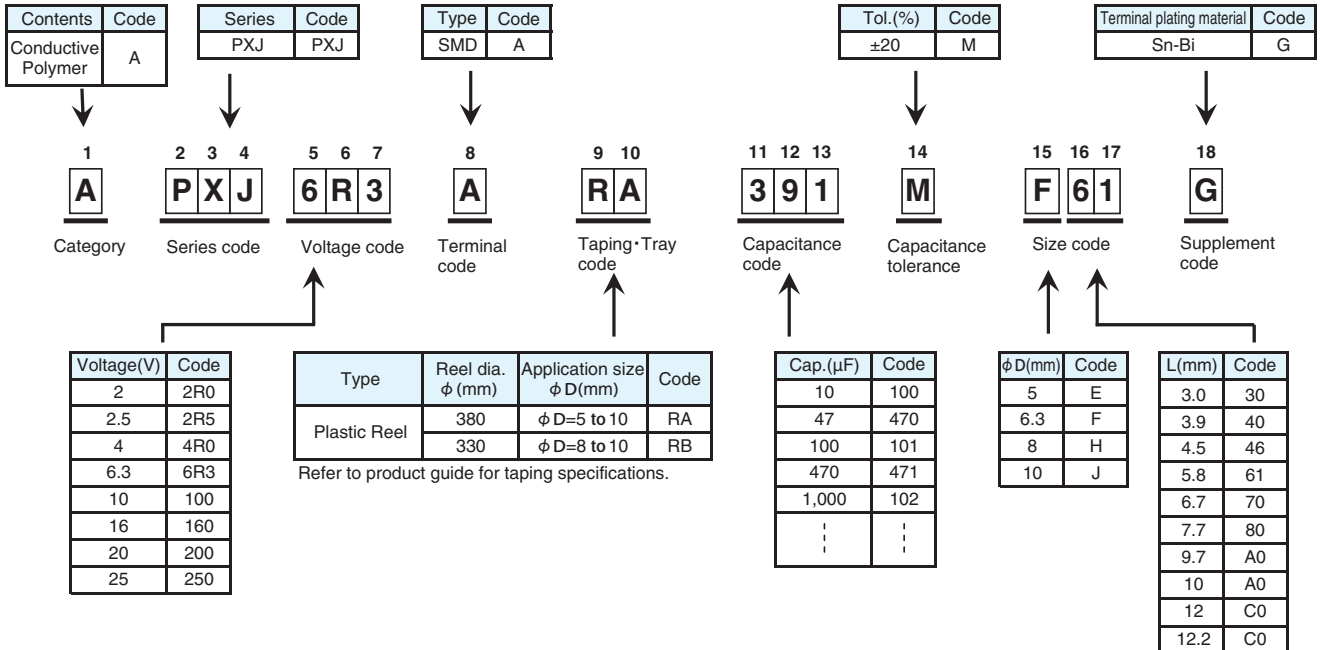 Contents Code
Conductive Polymer A
Series Code
PXJ PXJ
Type Code
SMD A
Tol.(%) Code
±20 M
Terminal plating material Code
Sn-Bi G
1 2 3 4 5 6 7 8 9 10 11 12 13 14 15 16 17 18
A P X J 6 R 3 A R A 3 9 1 M F 6 1 G
Category
Series code
Voltage code
Terminal
code
Taping・Tray
code
Capacitance
code
Capacitance
tolerance
Size code
Supplement
code
Voltage(V) Code
2 2R0
2.5 2R5
4 4R0
6.3 6R3
10 100
16 160
20 200
25 250
Type Reel dia. φ (mm) Application size φ D(mm) Code
Plastic Reel 380 φ D=5 to 10 RA
330 φ D=8 to 10 RB
Refer to product guide for taping specifications.
Cap.(µF) Code
10 100
47 470
100 101
470 471
1,000 102
φ D(mm) Code
5 E
6.3 F
8 H
10 J
L(mm) Code
3.0 30
3.9 40
4.5 46
5.8 61
6.7 70
7.7 80
9.7 A0
10 A0
12 C0
12.2 C0